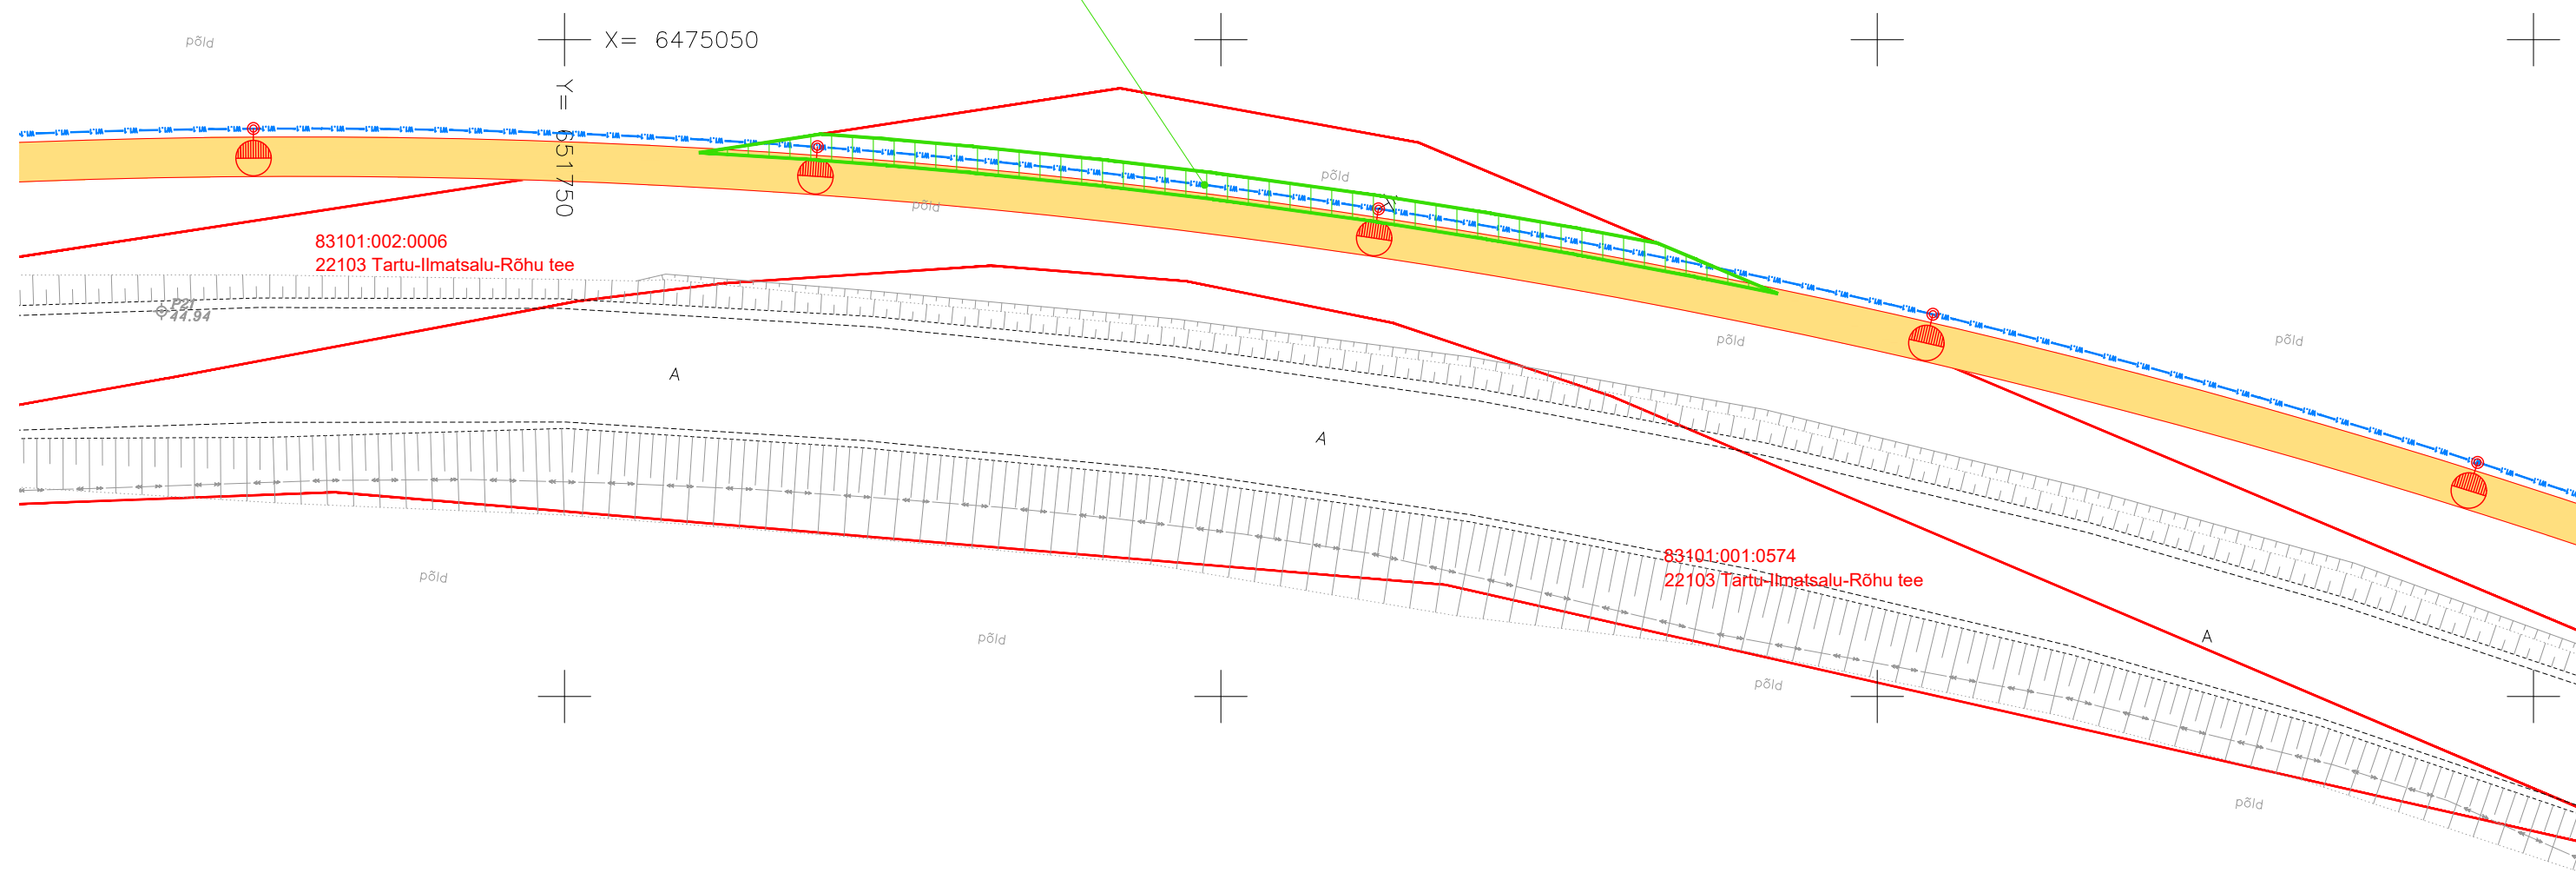 põld
X= 6475050
Y= 651750
põld
põld
83101:002:0006
22103 Tartu-Ilmatsalu-Rõhu tee
P21
44.94
põld
põld
A
A
83101:001:0574
22103 Tartu-Ilmatsalu-Rõhu tee
põld
põld
A
põld
põld